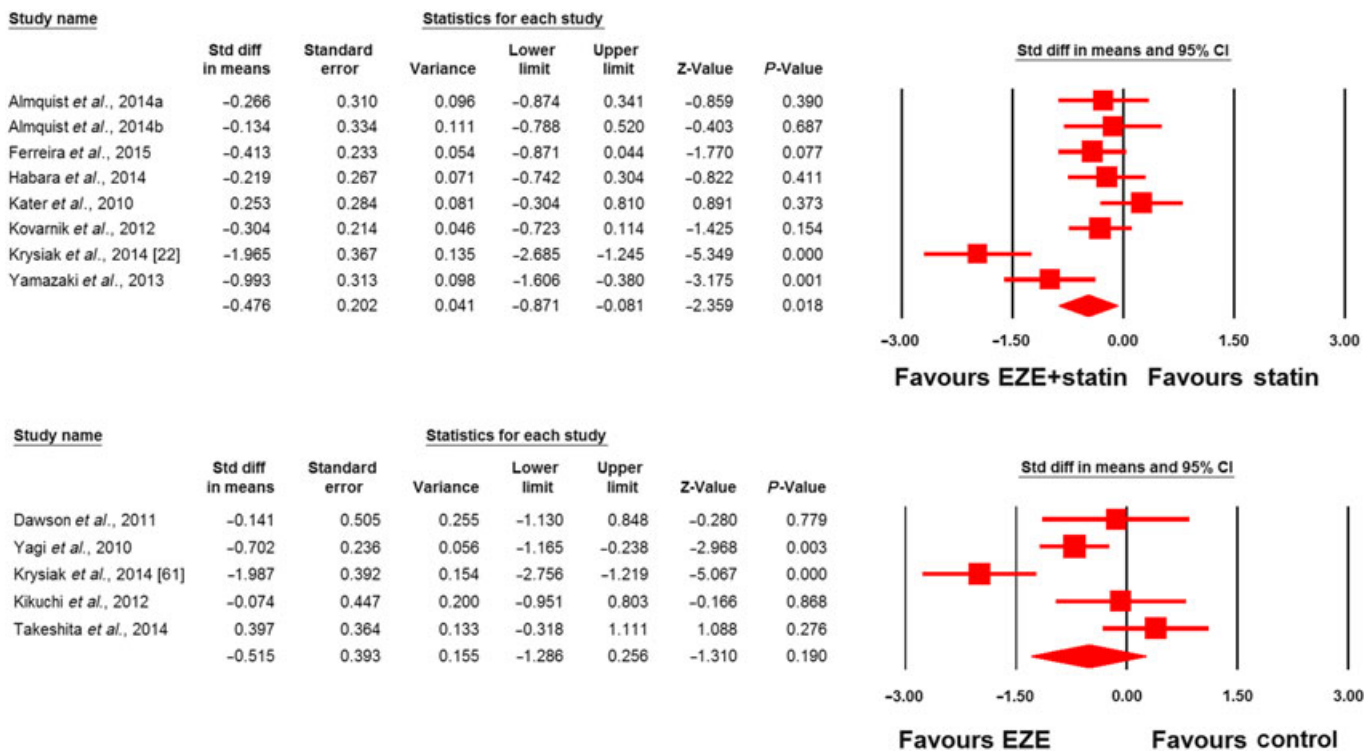 Study name Statistics for each study
Std diff in means Standard error Variance Lower limit Upper limit Z-Value P-Value Std diff in means and 95% CI
Almquist et al., 2014a −0.266 0.310 0.096 −0.874 0.341 −0.859 0.390
Almquist et al., 2014b −0.134 0.334 0.111 −0.788 0.520 −0.403 0.687
Ferreira et al., 2015 −0.413 0.233 0.054 −0.871 0.044 −1.770 0.077
Habara et al., 2014 −0.219 0.267 0.071 −0.742 0.304 −0.822 0.411
Kater et al., 2010 0.253 0.284 0.081 −0.304 0.810 0.891 0.373
Kovarnik et al., 2012 −0.304 0.214 0.046 −0.723 0.114 −1.425 0.154
Krysiak et al., 2014 [22] −1.965 0.367 0.135 −2.685 −1.245 −5.349 0.000
Yamazaki et al., 2013 −0.993 0.313 0.098 −1.606 −0.380 −3.175 0.001
−0.476 0.202 0.041 −0.871 −0.081 −2.359 0.018
−3.00 −1.50 0.00 1.50 3.00
Favours EZE+statin Favours statin
Study name Statistics for each study
Std diff in means Standard error Variance Lower limit Upper limit Z-Value P-Value Std diff in means and 95% CI
Dawson et al., 2011 −0.141 0.505 0.255 −1.130 0.848 −0.280 0.779
Yagi et al., 2010 −0.702 0.236 0.056 −1.165 −0.238 −2.968 0.003
Krysiak et al., 2014 [61] −1.987 0.392 0.154 −2.756 −1.219 −5.067 0.000
Kikuchi et al., 2012 −0.074 0.447 0.200 −0.951 0.803 −0.166 0.868
Takeshita et al., 2014 0.397 0.364 0.133 −0.318 1.111 1.088 0.276
−0.515 0.393 0.155 −1.286 0.256 −1.310 0.190
−3.00 −1.50 0.00 1.50 3.00
Favours EZE Favours control